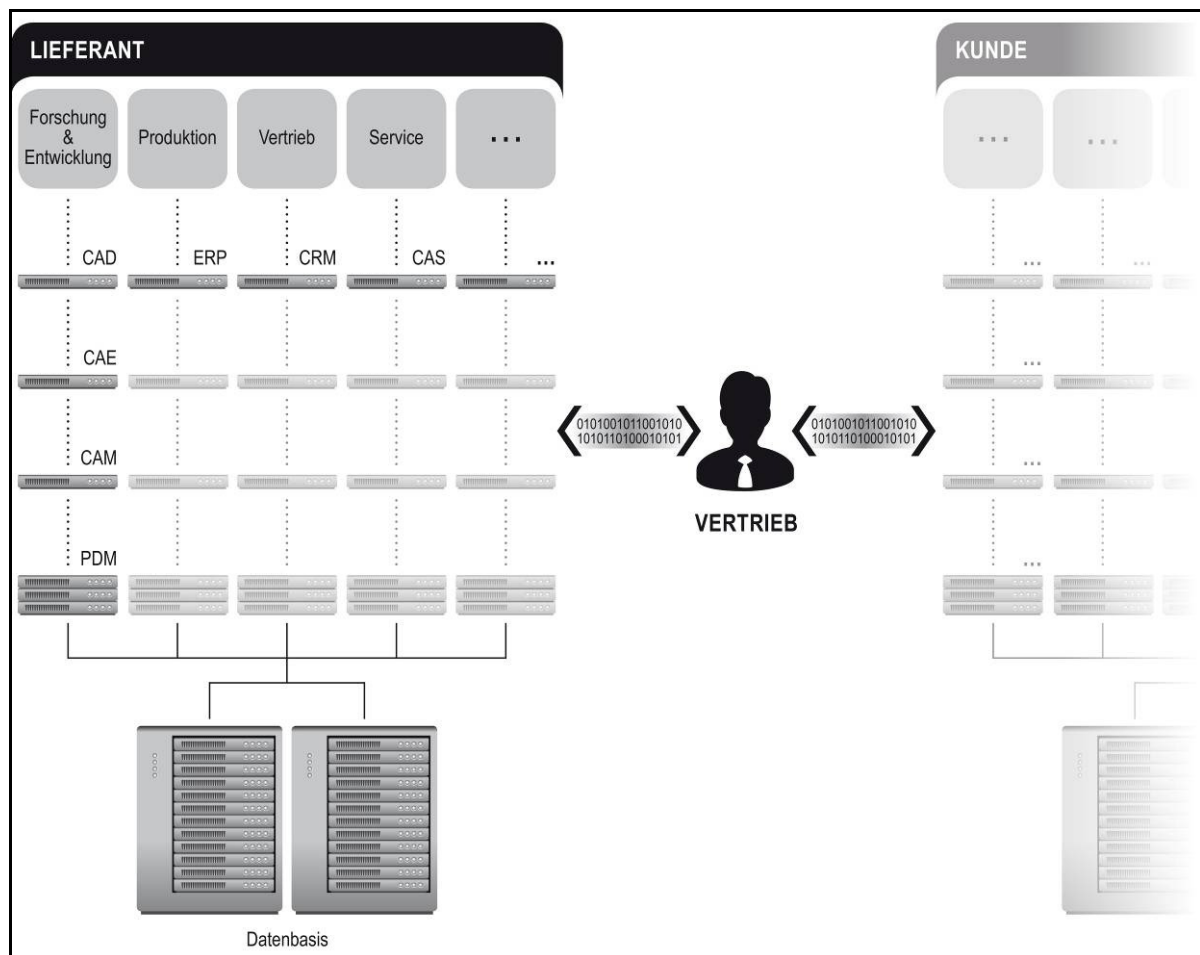 LIEFERANT
KUNDE
Forschung
&
Entwicklung
Produktion
Vertrieb
Service
...
...
...
CAD
ERP
CRM
CAS
...
...
...
CAE
...
CAM
...
PDM
...
0101001011001010
1010110100010101
0101001011001010
1010110100010101
VERTRIEB
Datenbasis